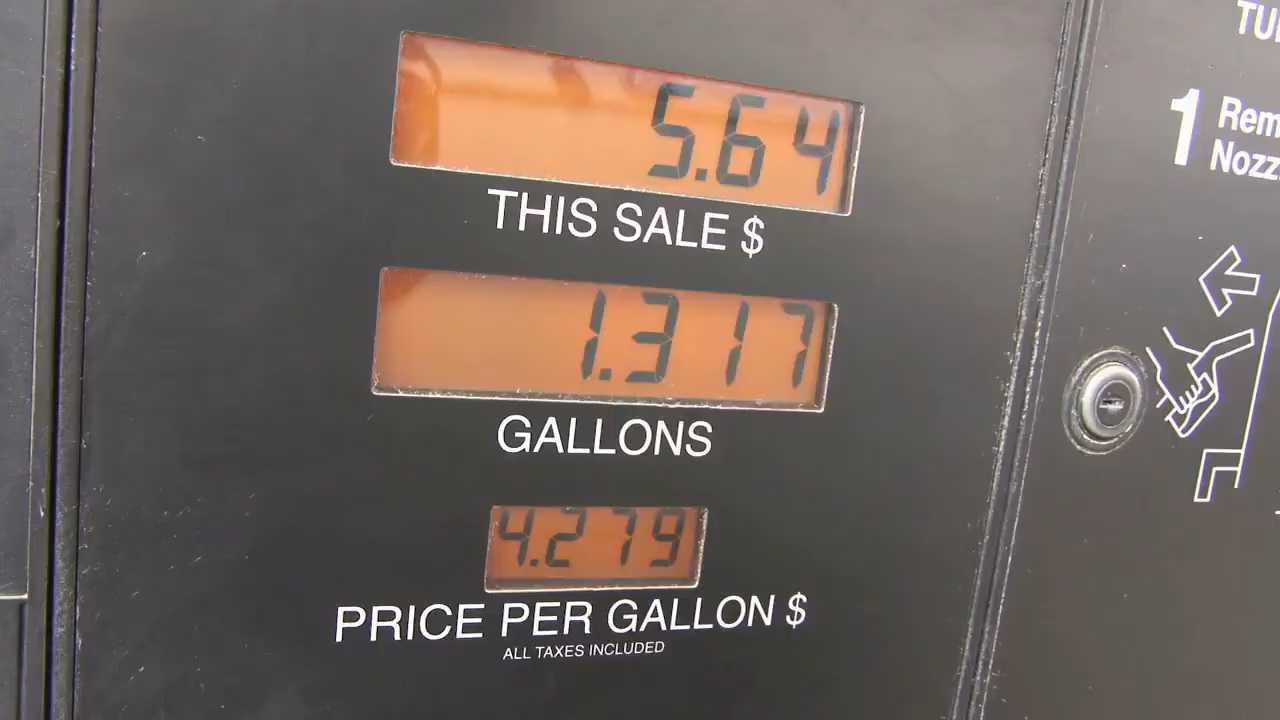 5.64
THIS SALE $
1.317
GALLONS
4.279
PRICE PER GALLON $
ALL TAXES INCLUDED
1